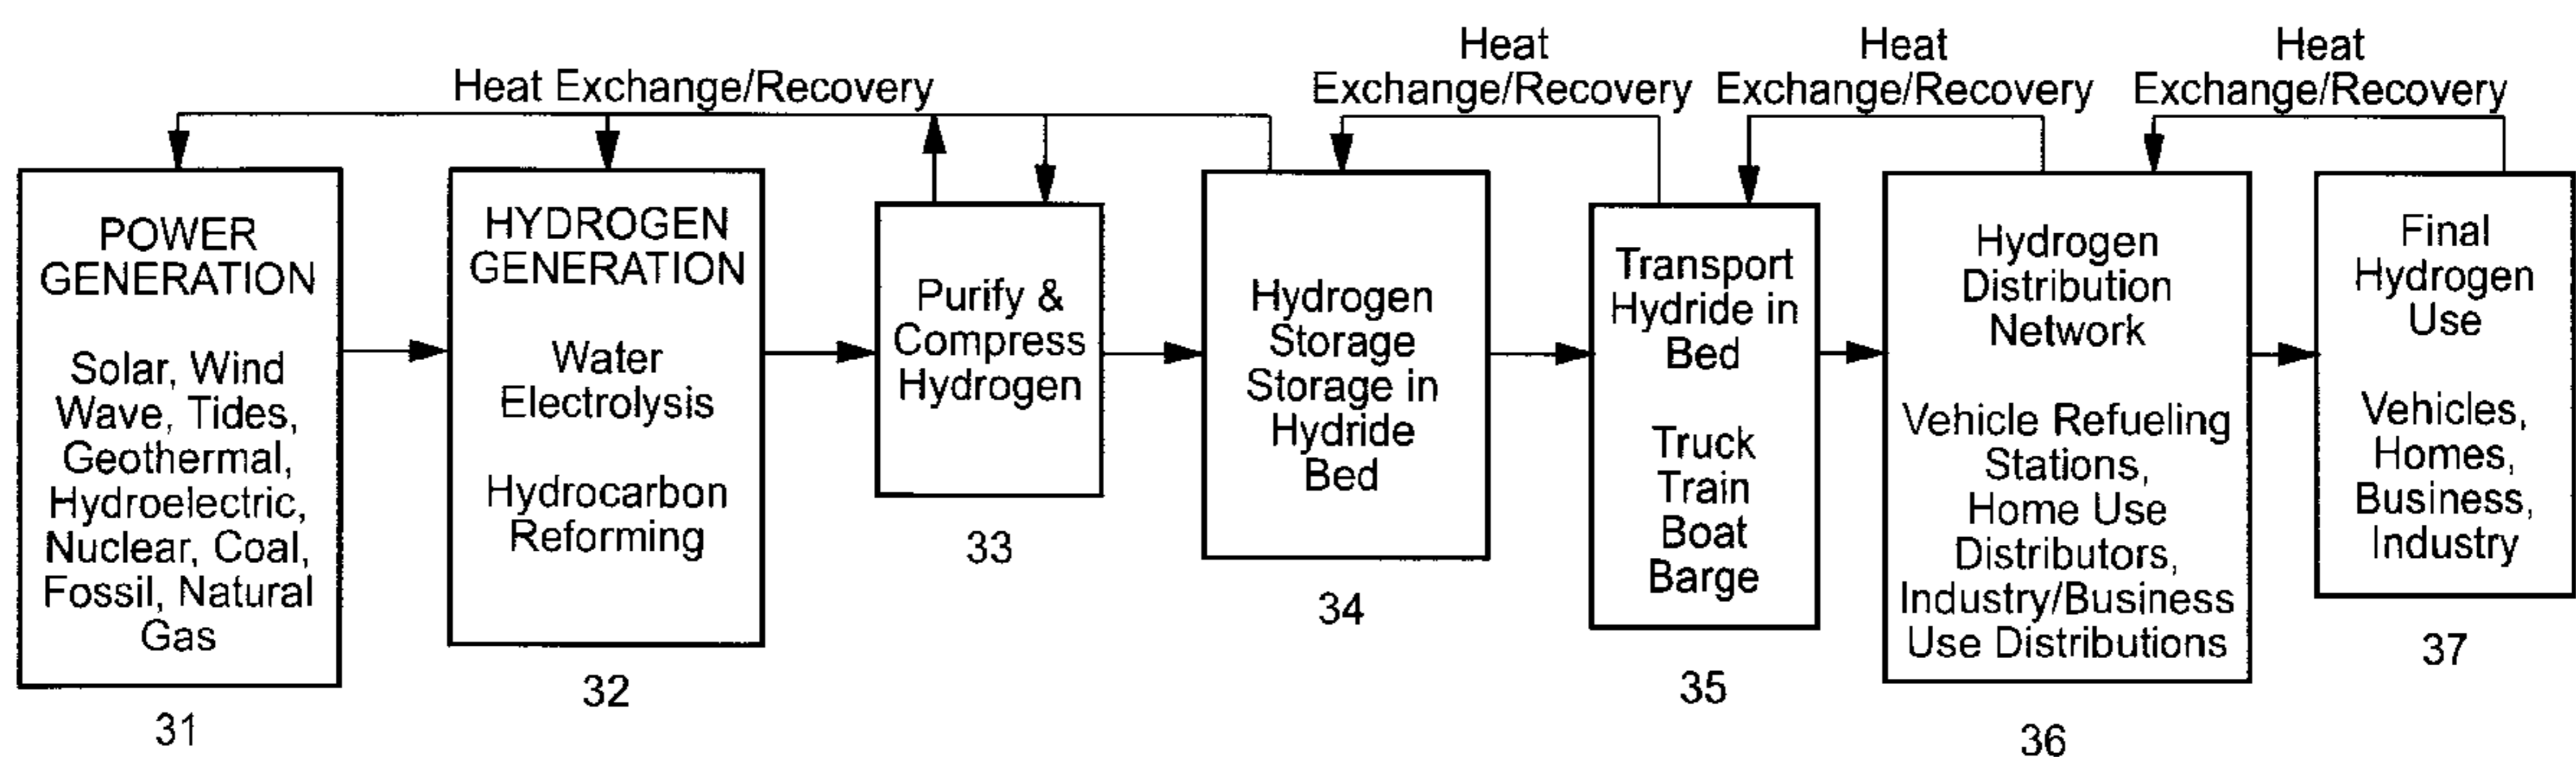 Heat Exchange/Recovery
Heat
Exchange/Recovery
Heat
Exchange/Recovery
Heat
Exchange/Recovery
POWER
GENERATION
Solar, Wind
Wave, Tides,
Geothermal,
Hydroelectric,
Nuclear, Coal,
Fossil, Natural
Gas
31
HYDROGEN
GENERATION
Water
Electrolysis
Hydrocarbon
Reforming
32
Purify &
Compress
Hydrogen
33
Hydrogen
Storage
Storage in
Hydride
Bed
34
Transport
Hydride in
Bed
Truck
Train
Boat
Barge
35
Hydrogen
Distribution
Network
Vehicle Refueling
Stations,
Home Use
Distributors,
Industry/Business
Use Distributions
36
Final
Hydrogen
Use
Vehicles,
Homes,
Business,
Industry
37